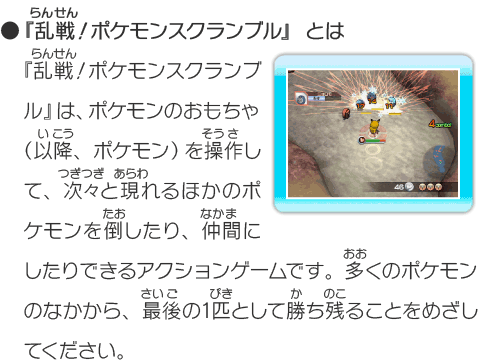 ●『乱戦！ポケモンスクランブル』 とは
『乱戦！ポケモンスクランブ
ル』は、ポケモンのおもちゃ
（以降、ポケモン）を操作し
て、次々と現れるほかのポ
ケモンを倒したり、仲間に
したりできるアクションゲームです。多くのポケモン
のなかから、最後の1匹として勝ち残ることをめざし
てください。